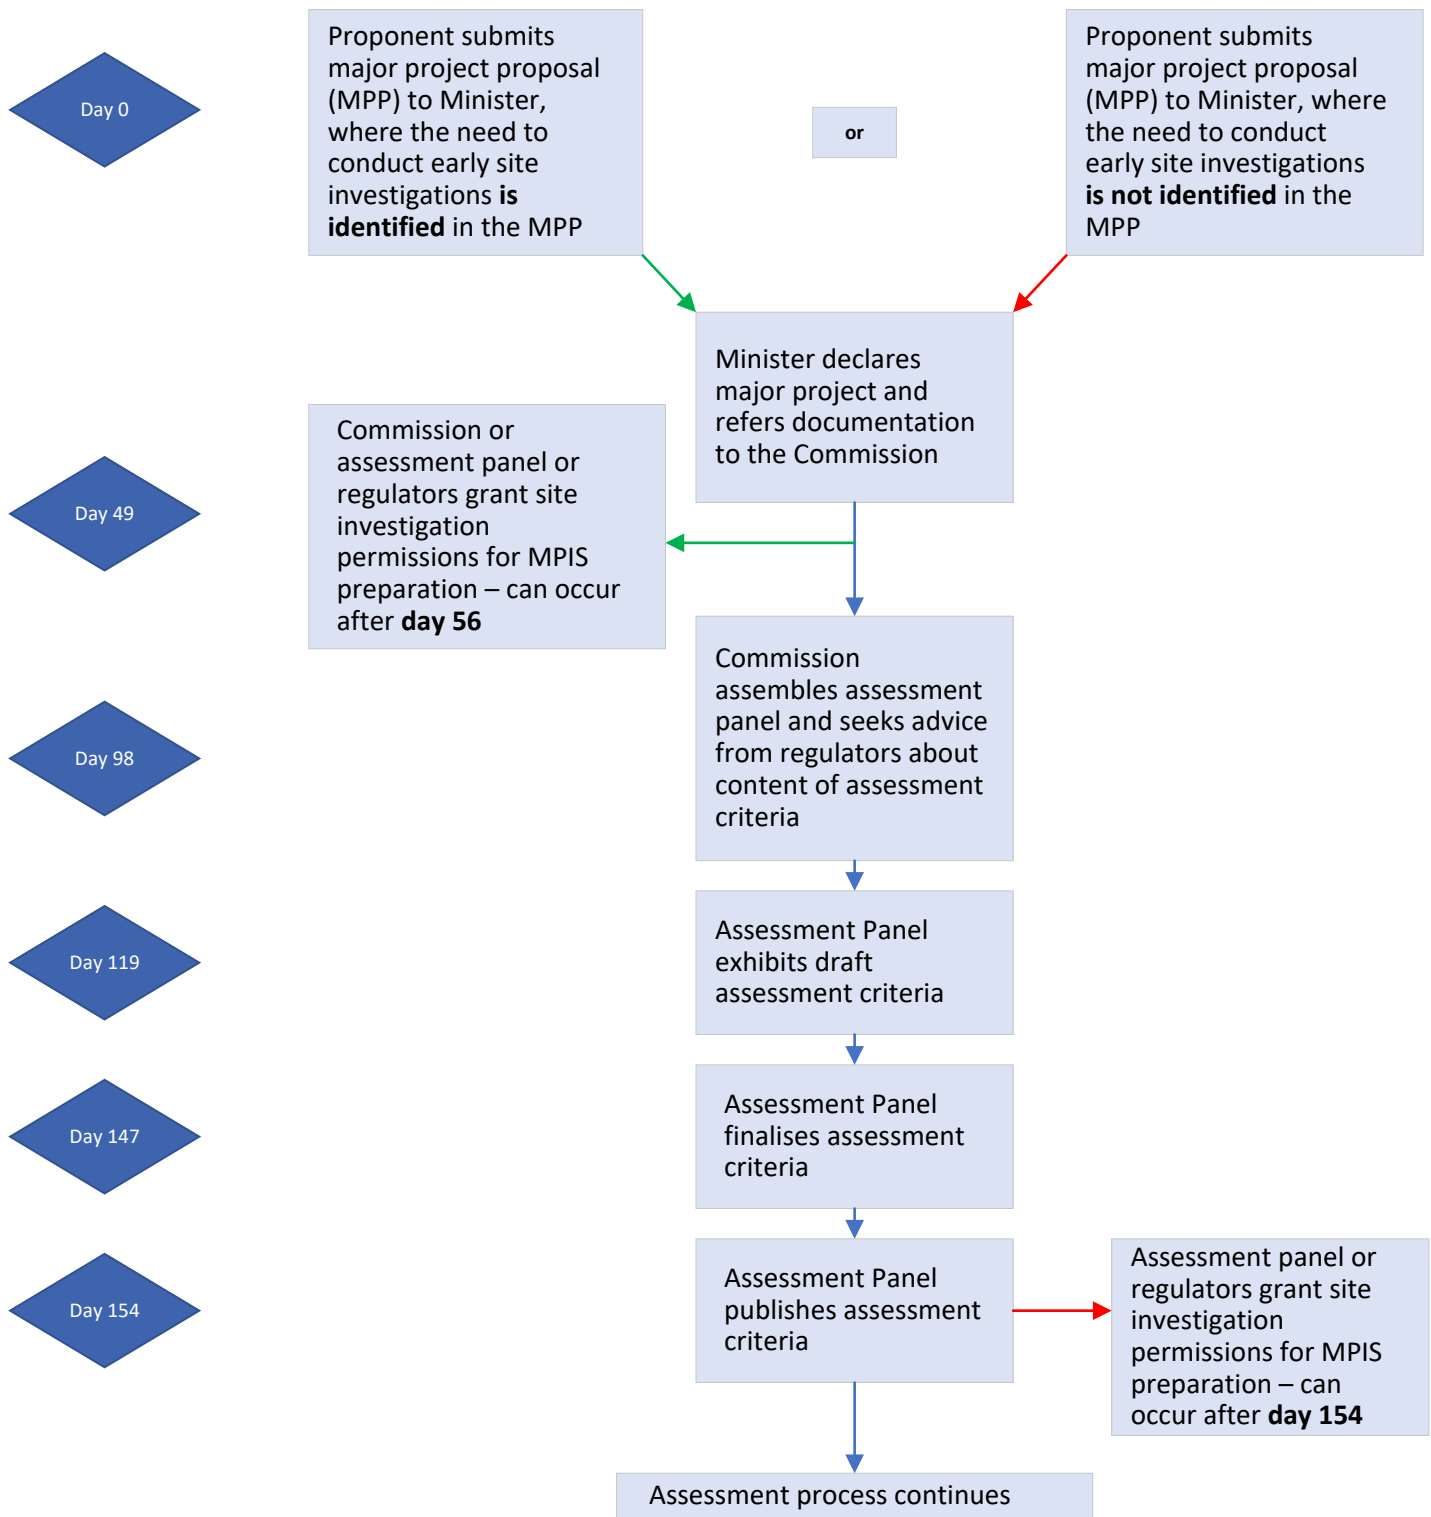 Day 0
Proponent submits
major project proposal
(MPP) to Minister,
where the need to
conduct early site
investigations is
identified in the MPP
or
Proponent submits
major project proposal
(MPP) to Minister, where
the need to conduct
early site investigations
is not identified in the
MPP
Minister declares
major project and
refers documentation
to the Commission
Day 49
Commission or
assessment panel or
regulators grant site
investigation
permissions for MPIS
preparation – can occur
after day 56
Day 98
Commission
assembles assessment
panel and seeks advice
from regulators about
content of assessment
criteria
Day 119
Assessment Panel
exhibits draft
assessment criteria
Day 147
Assessment Panel
finalises assessment
criteria
Day 154
Assessment Panel
publishes assessment
criteria
Assessment panel or
regulators grant site
investigation
permissions for MPIS
preparation – can
occur after day 154
Assessment process continues